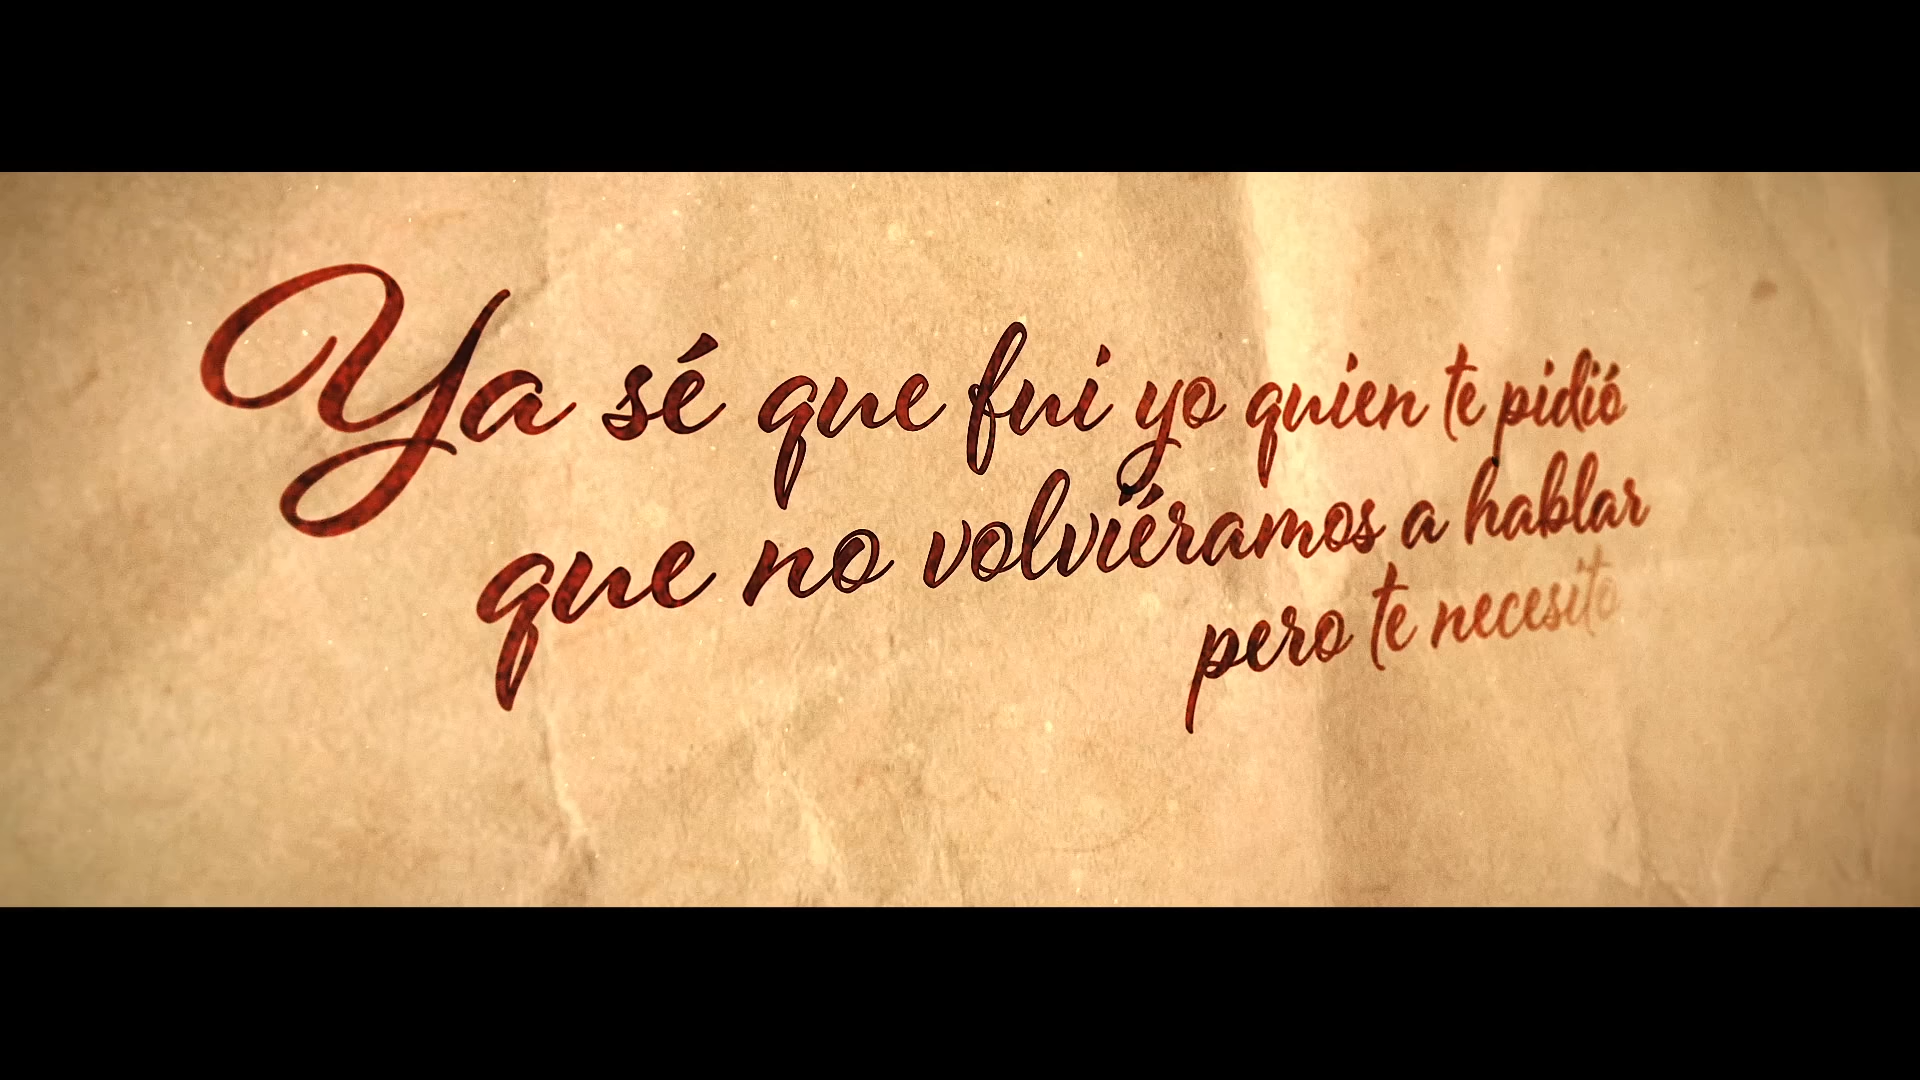 Ya sé que fui yo quien te pidió
que no volviéramos a hablar
pero te necesito